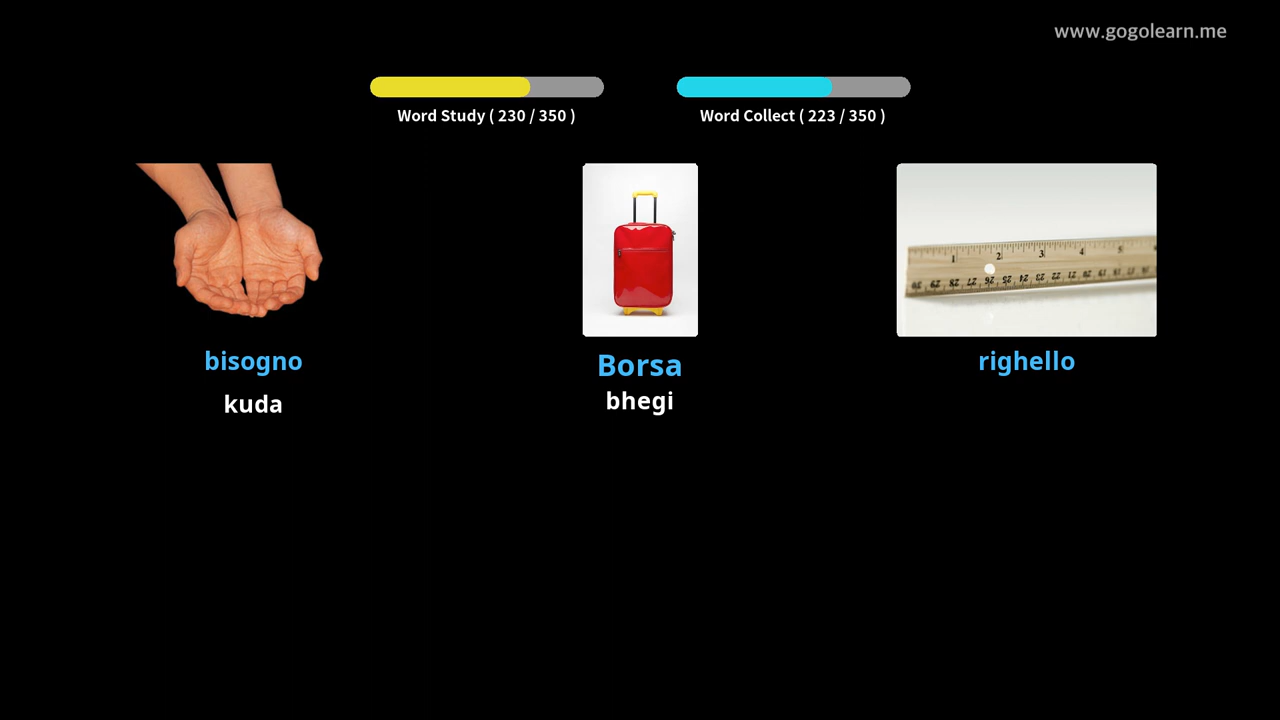 www.gogolearn.me
Word Study ( 230 / 350 )
Word Collect ( 223 / 350 )
bisogno
kuda
Borsa
bhegi
righello